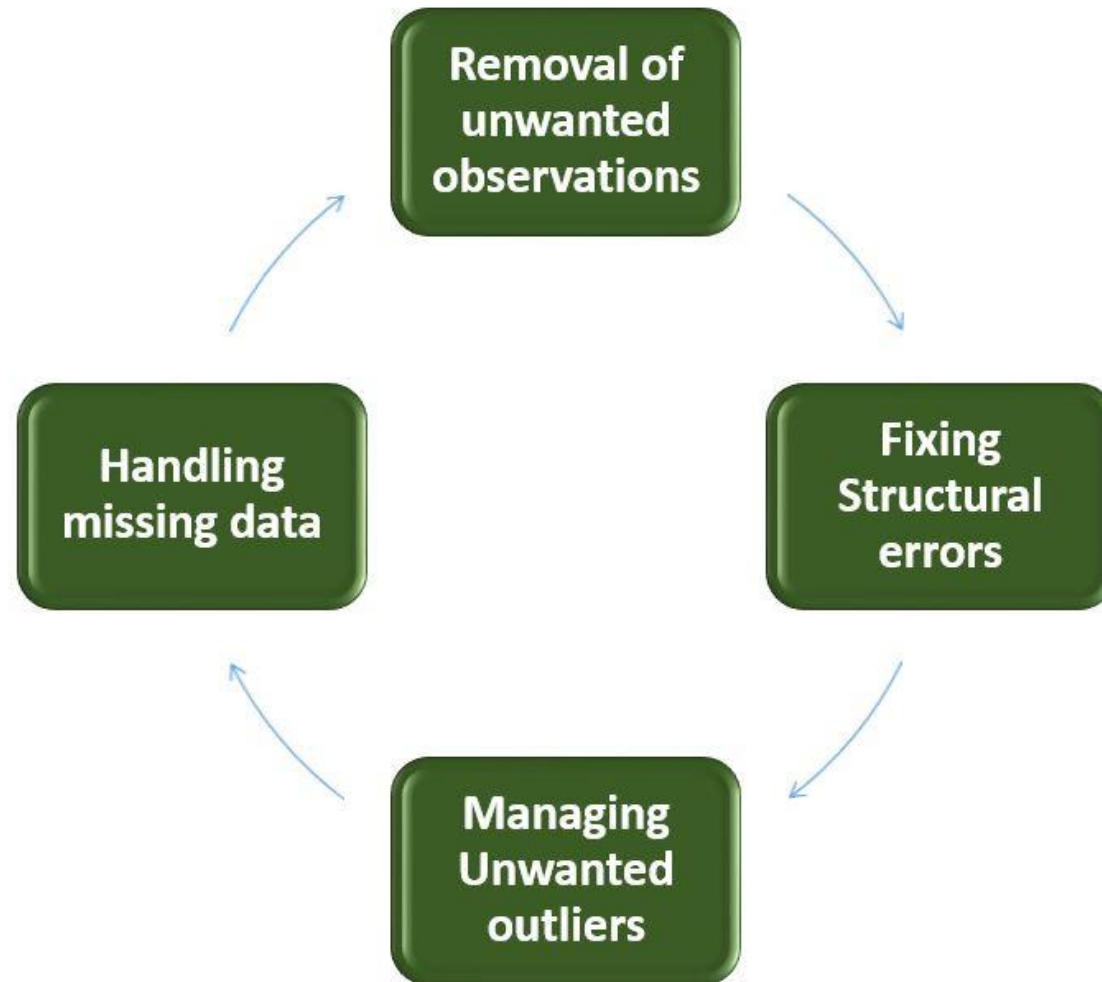 Removal of
unwanted
observations
Fixing
Structural
errors
Managing
Unwanted
outliers
Handling
missing data